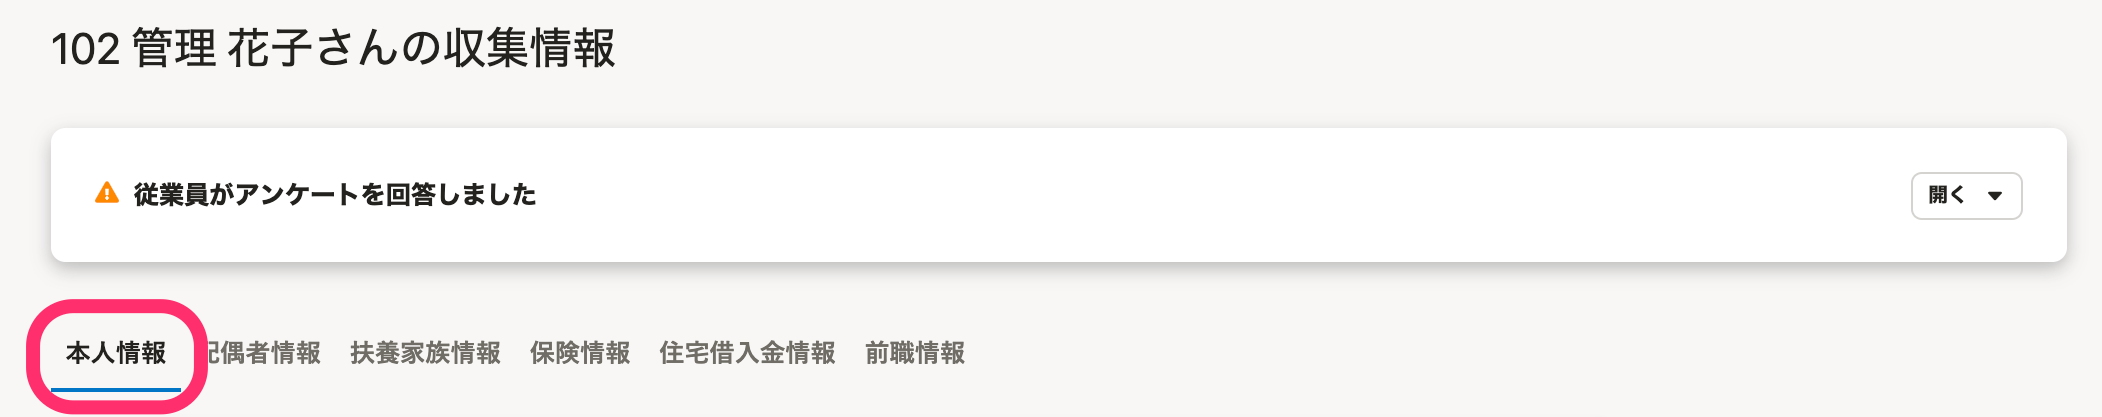 102 管理 花子さんの収集情報
従業員がアンケートを回答しました
開く
本人情報 配偶者情報 扶養家族情報 保険情報 住宅借入金情報 前職情報